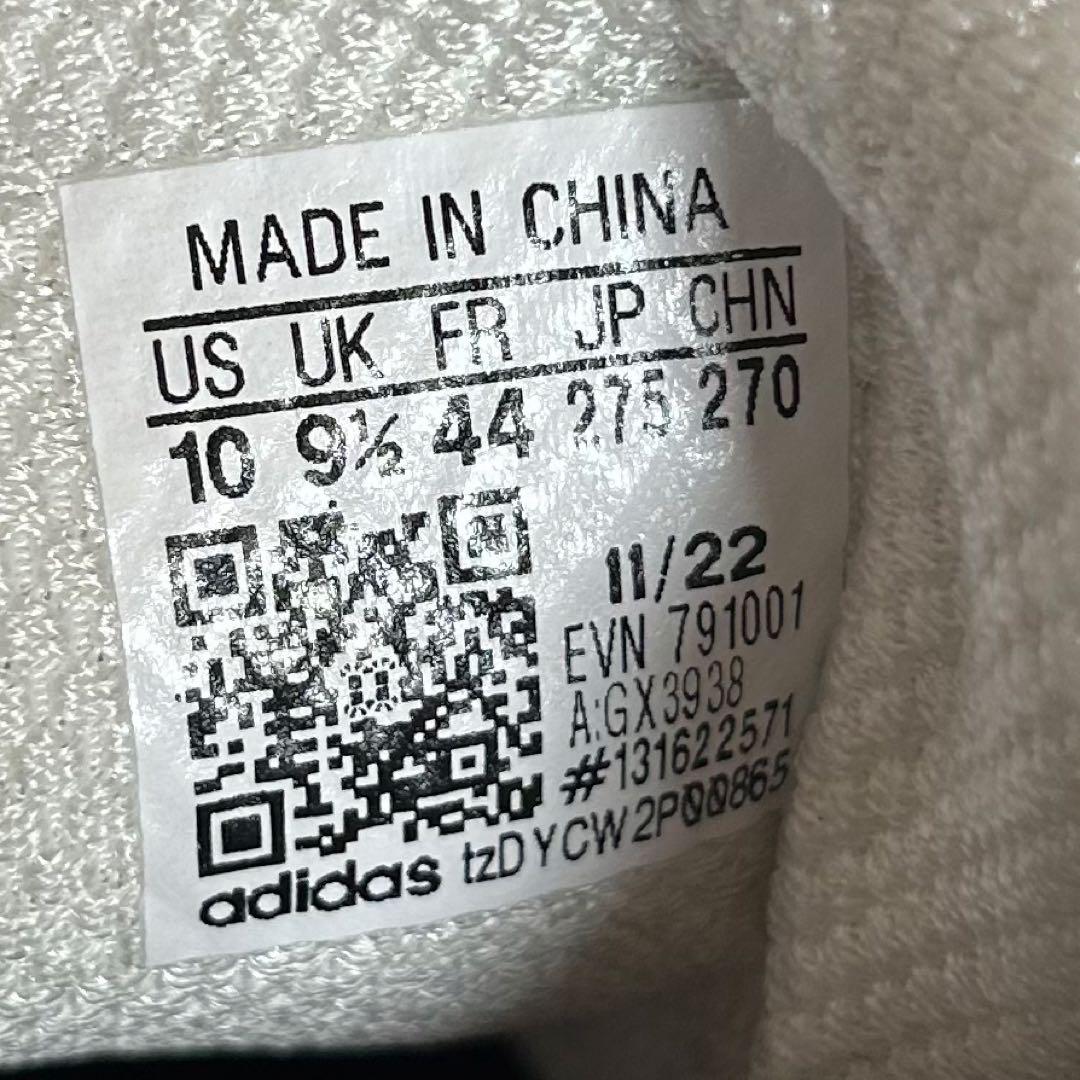 MADE IN CHINA
US UK FR JP CHN
10 9½ 44 275 270
11/22
EVN 791001
A:GX3938
#131622571
adidas tzDYCW2P00865